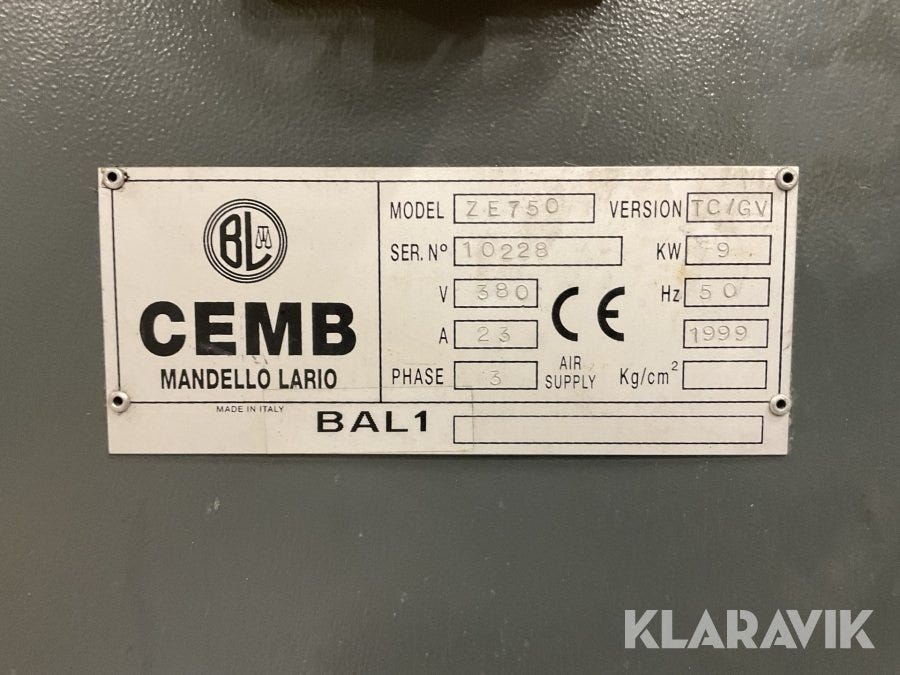 BL
CEMB
MANDELLO LARIO
MADE IN ITALY
MODEL ZE750 VERSION TC/GV
SER. Nº 10228 KW 9
V 380 CE Hz 50
A 23 1999
PHASE 3 AIR SUPPLY Kg/cm²
BAL1
KLARAVIK